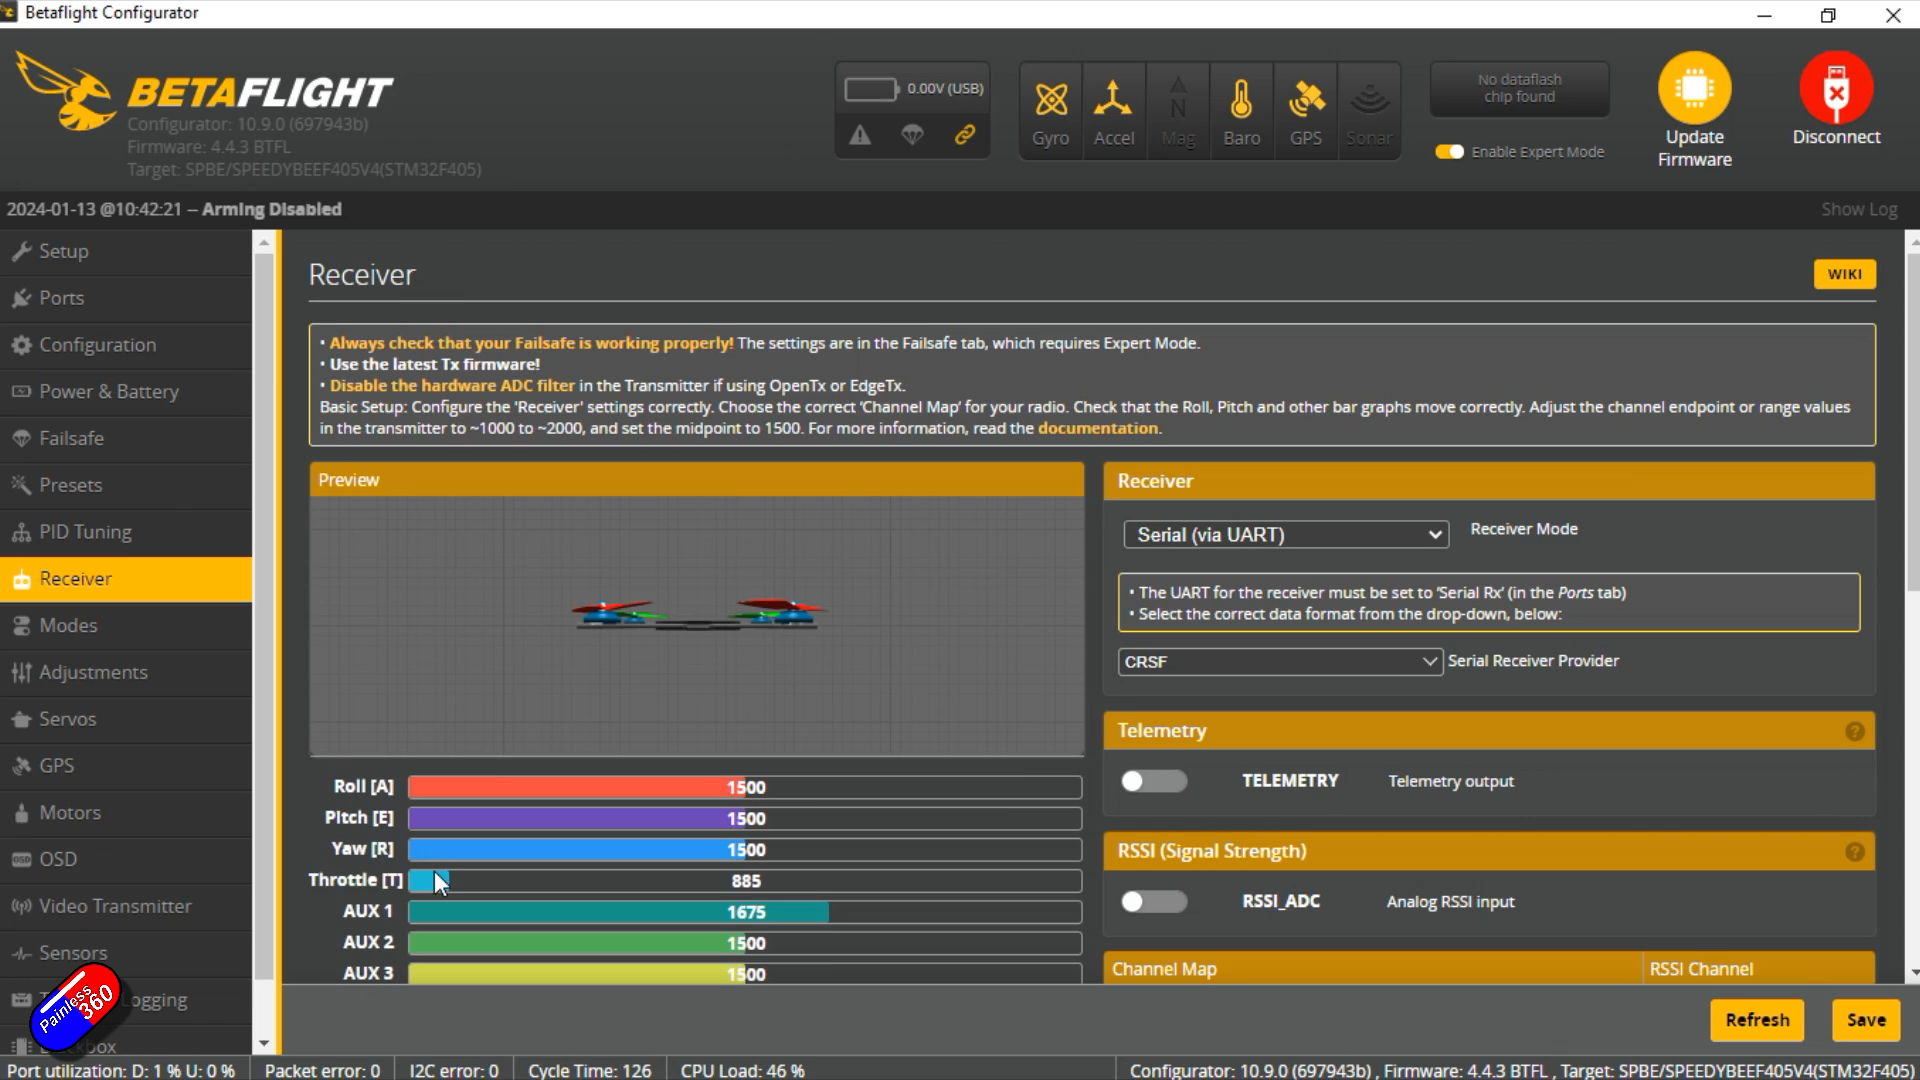 Betaflight Configurator
BETAFLIGHT
Configurator: 10.9.0 (697943b)
Firmware: 4.4.3 BTFL
Target: SPBE/SPEEDYBEEF405V4(STM32F405)
0.00V (USB)
Gyro
Accel
N
Mag
Baro
GPS
Sonar
No dataflash
chip found
Enable Expert Mode
Update
Firmware
Disconnect
2024-01-13 @10:42:21 -- Arming Disabled
Show Log
Setup
Ports
Configuration
Power & Battery
Failsafe
Presets
PID Tuning
Receiver
Modes
Adjustments
Servos
GPS
Motors
OSD OSD
Video Transmitter
Sensors
Logging
Painless
360
Receiver
WIKI
• Always check that your Failsafe is working properly! The settings are in the Failsafe tab, which requires Expert Mode.
• Use the latest Tx firmware!
• Disable the hardware ADC filter in the Transmitter if using OpenTx or EdgeTx.
Basic Setup: Configure the 'Receiver' settings correctly. Choose the correct 'Channel Map' for your radio. Check that the Roll, Pitch and other bar graphs move correctly. Adjust the channel endpoint or range values
in the transmitter to ~1000 to ~2000, and set the midpoint to 1500. For more information, read the documentation.
Preview
Roll [A] 1500
Pitch [E] 1500
Yaw [R] 1500
Throttle [T] 885
AUX 1 1675
AUX 2 1500
AUX 3 1500
Receiver
Serial (via UART) Receiver Mode
• The UART for the receiver must be set to 'Serial Rx' (in the Ports tab)
• Select the correct data format from the drop-down, below:
CRSF Serial Receiver Provider
Telemetry ?
TELEMETRY Telemetry output
RSSI (Signal Strength) ?
RSSI_ADC Analog RSSI input
Channel Map RSSI Channel
Refresh
Save
Port utilization: D: 1 % U: 0 % Packet error: 0 I2C error: 0 Cycle Time: 126 CPU Load: 46 % Configurator: 10.9.0 (697943b) , Firmware: 4.4.3 BTFL , Target: SPBE/SPEEDYBEEF405V4(STM32F405)